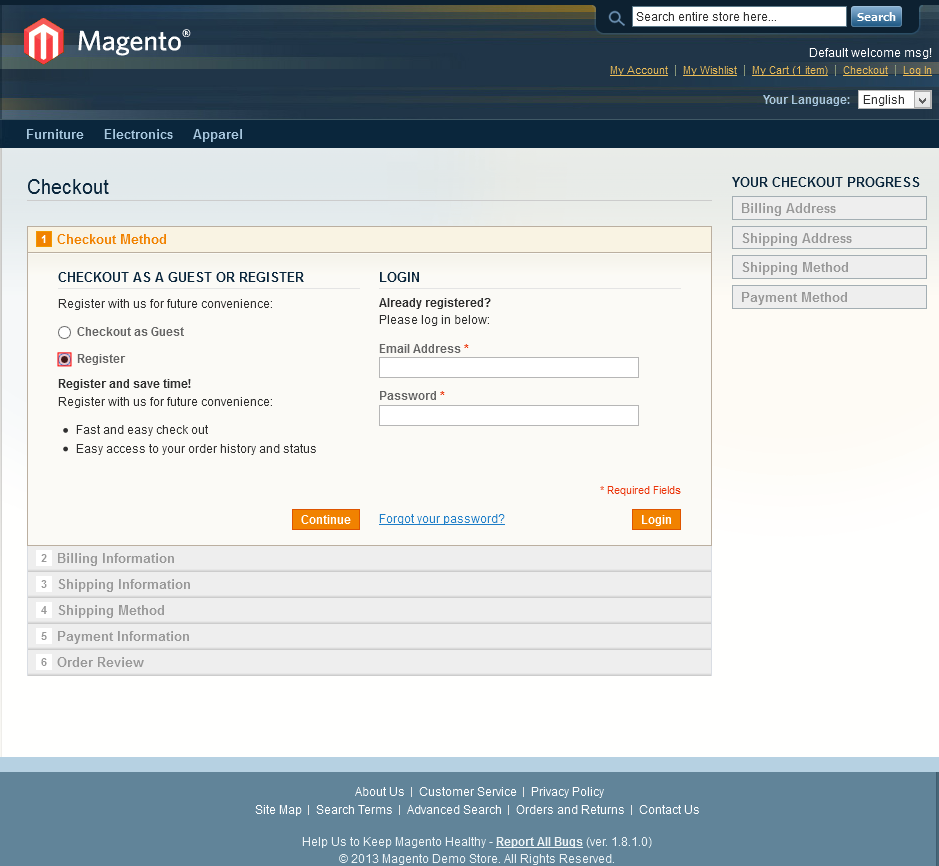 Magento®
Search entire store here... Search
Default welcome msg!
My Account | My Wishlist | My Cart (1 item) | Checkout | Log In
Your Language: English
Furniture Electronics Apparel
Checkout
1 Checkout Method
CHECKOUT AS A GUEST OR REGISTER
Register with us for future convenience:
Checkout as Guest
Register
Register and save time!
Register with us for future convenience:
• Fast and easy check out
• Easy access to your order history and status
Continue
LOGIN
Already registered?
Please log in below:
Email Address *
Password *
* Required Fields
Forgot your password? Login
2 Billing Information
3 Shipping Information
4 Shipping Method
5 Payment Information
6 Order Review
YOUR CHECKOUT PROGRESS
Billing Address
Shipping Address
Shipping Method
Payment Method
About Us | Customer Service | Privacy Policy
Site Map | Search Terms | Advanced Search | Orders and Returns | Contact Us
Help Us to Keep Magento Healthy - Report All Bugs (ver. 1.8.1.0)
© 2013 Magento Demo Store. All Rights Reserved.